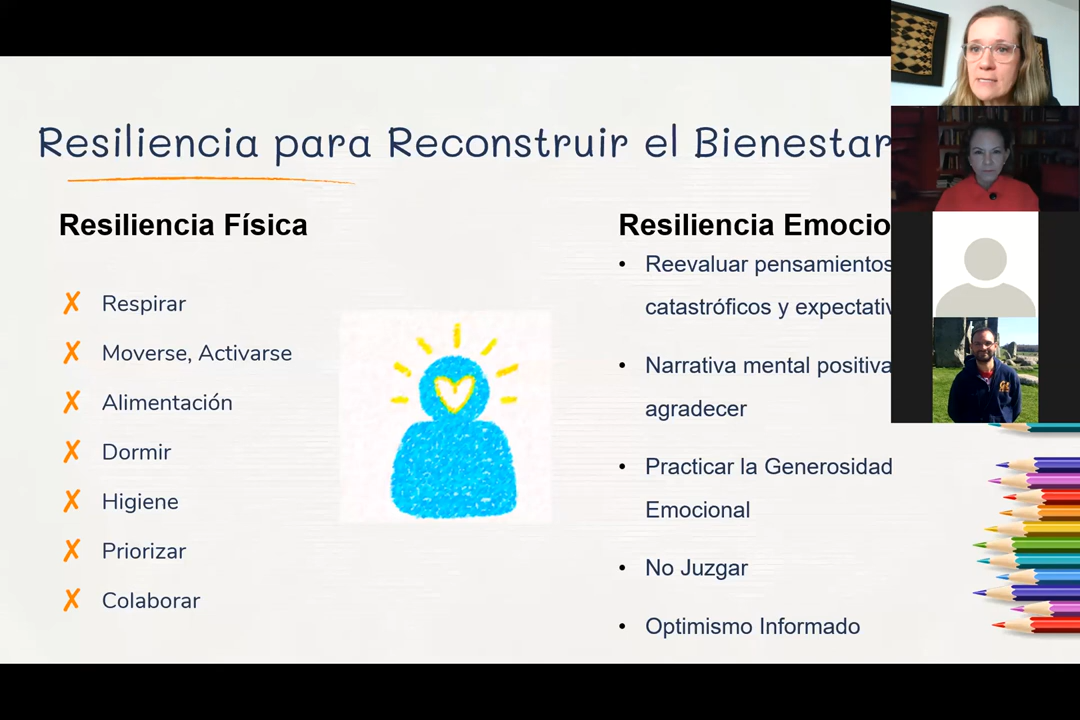 Resiliencia para Reconstruir el Bienestar
Resiliencia Física
✗ Respirar
✗ Moverse, Activarse
✗ Alimentación
✗ Dormir
✗ Higiene
✗ Priorizar
✗ Colaborar
Resiliencia Emocio
• Reevaluar pensamientos
catastróficos y expectativ
• Narrativa mental positiva
agradecer
• Practicar la Generosidad
Emocional
• No Juzgar
• Optimismo Informado